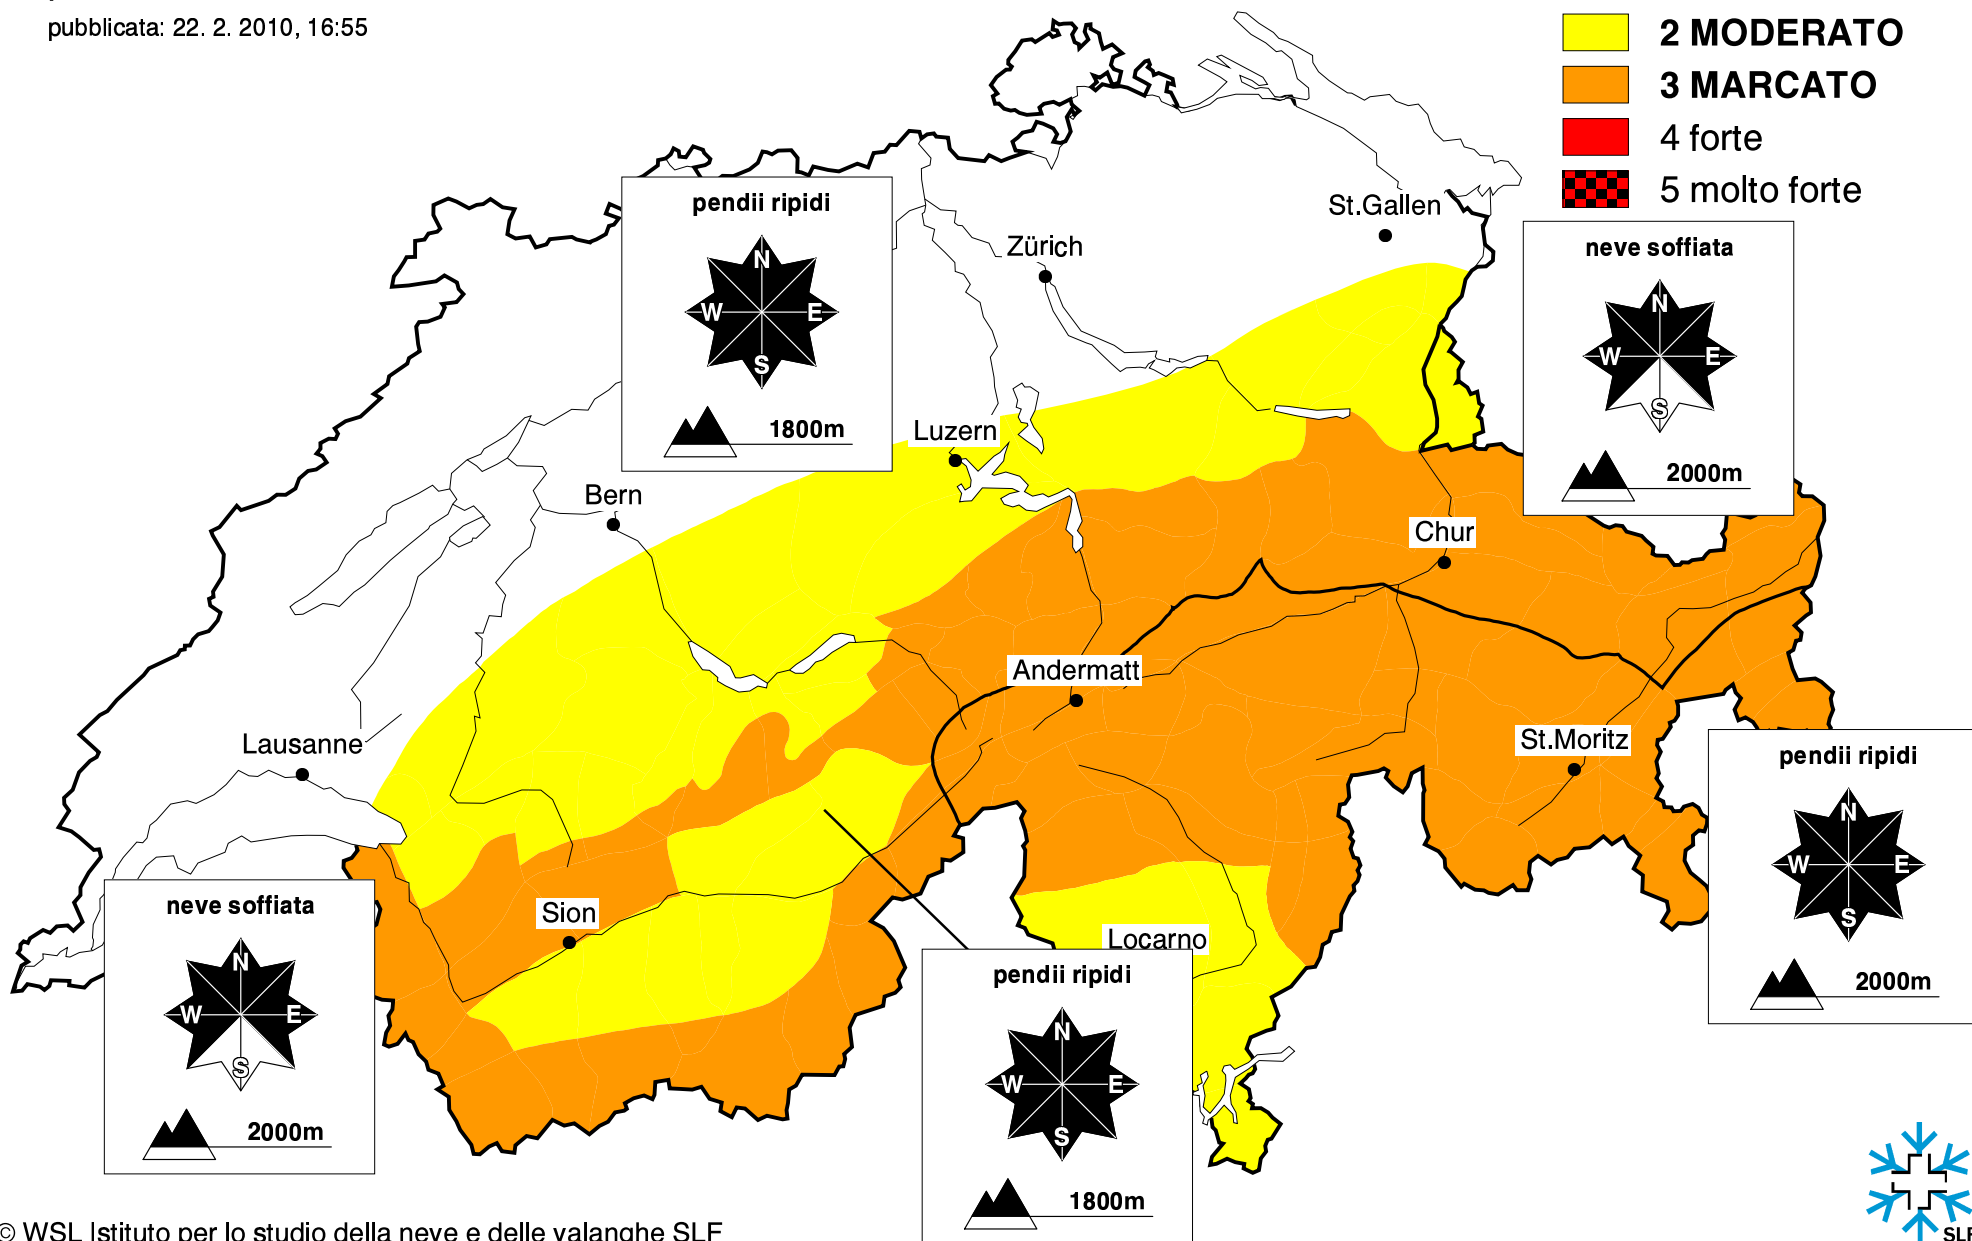 pubblicata: 22. 2. 2010, 16:55
2 MODERATO
3 MARCATO
4 forte
5 molto forte
pendii ripidi
N
W E
S
1800m
St.Gallen
Zürich
neve soffiata
N
W E
S
2000m
Luzern
Bern
Chur
Andermatt
Lausanne
St.Moritz
pendii ripidi
N
W E
S
2000m
Sion
Locarno
neve soffiata
N
W E
S
2000m
pendii ripidi
N
W E
S
1800m
© WSL Istituto per lo studio della neve e delle valanghe SLF
SLF